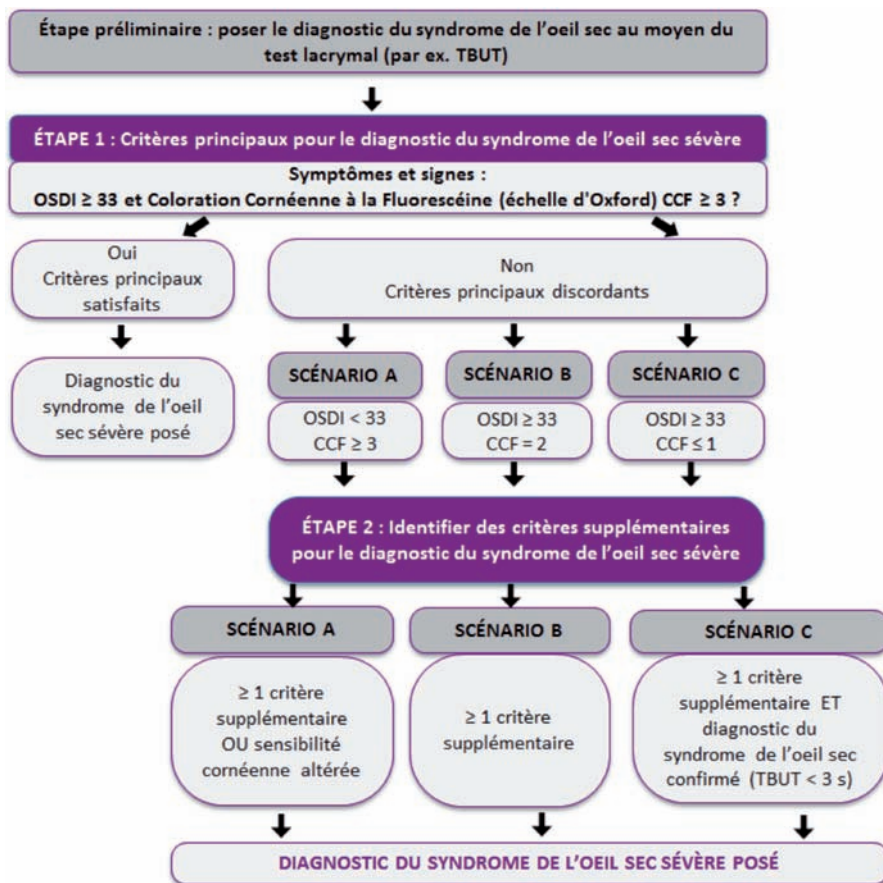 Étape préliminaire : poser le diagnostic du syndrome de l'oeil sec au moyen du
test lacrymal (par ex. TBUT)
ÉTAPE 1 : Critères principaux pour le diagnostic du syndrome de l'oeil sec sévère
Symptômes et signes :
OSDI ≥ 33 et Coloration Cornéenne à la Fluorescéine (échelle d'Oxford) CCF ≥ 3 ?
Oui
Critères principaux
satisfaits
Non
Critères principaux discordants
Diagnostic du
syndrome de l'oeil
sec sévère posé
SCÉNARIO A
OSDI < 33
CCF ≥ 3
SCÉNARIO B
OSDI ≥ 33
CCF = 2
SCÉNARIO C
OSDI ≥ 33
CCF ≤ 1
ÉTAPE 2 : Identifier des critères supplémentaires
pour le diagnostic du syndrome de l'oeil sec sévère
SCÉNARIO A
≥ 1 critère
supplémentaire
OU sensibilité
cornéenne altérée
SCÉNARIO B
≥ 1 critère
supplémentaire
SCÉNARIO C
≥ 1 critère
supplémentaire ET
diagnostic du
syndrome de l'oeil sec
confirmé (TBUT < 3 s)
DIAGNOSTIC DU SYNDROME DE L'OEIL SEC SÉVÈRE POSÉ